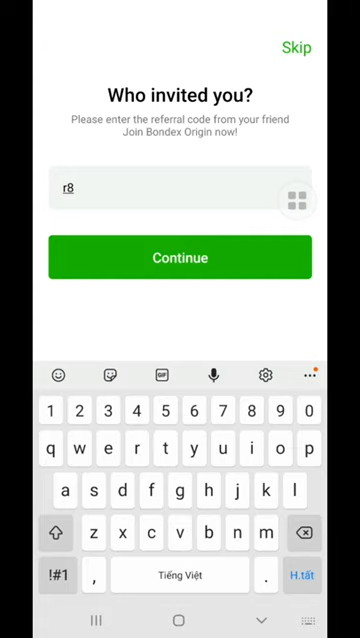 Skip
Who invited you?
Please enter the referral code from your friend
Join Bondex Origin now!
r8
Continue
GIF
1 2 3 4 5 6 7 8 9 0
q w e r t y u i o p
a s d f g h j k l
z x c v b n m
!#1 , Tiếng Việt . H.tất